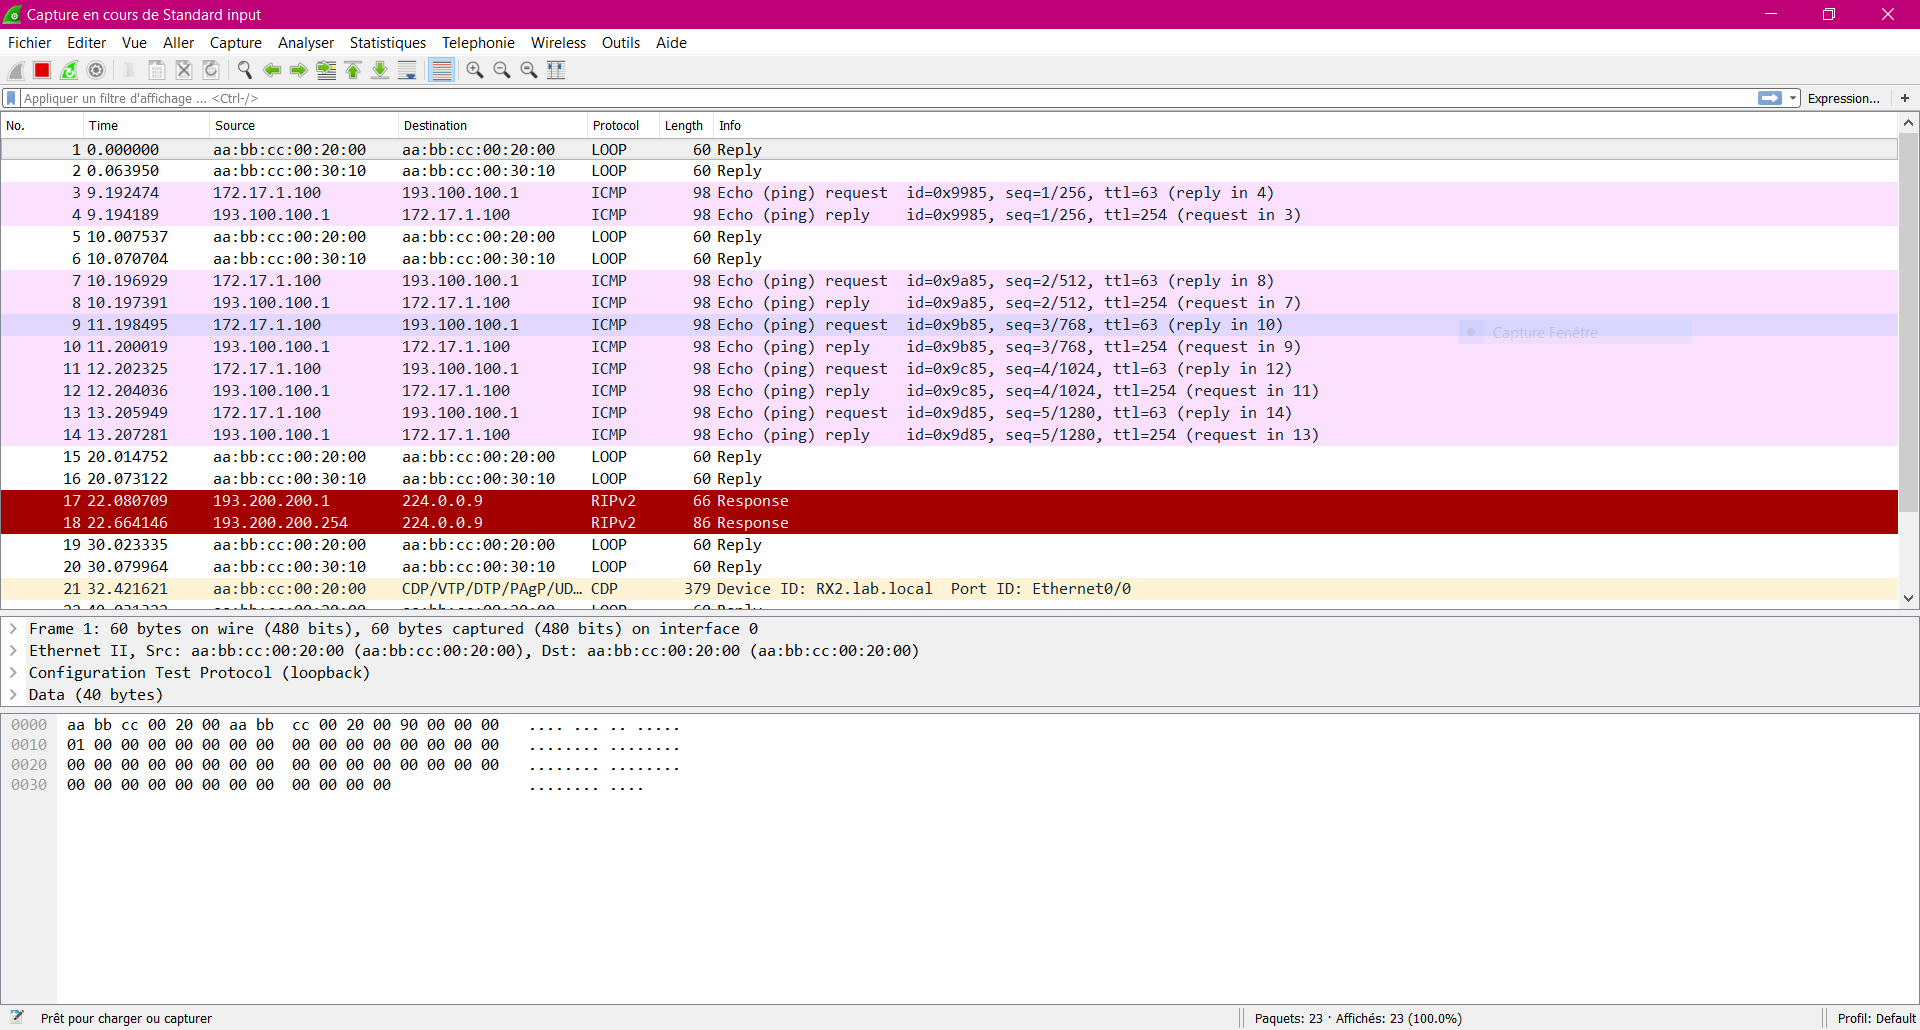 Capture en cours de Standard input
Fichier Editer Vue Aller Capture Analyser Statistiques Telephonie Wireless Outils Aide
Appliquer un filtre d'affichage ... <Ctrl-/> Expression... +
No. Time Source Destination Protocol Length Info
1 0.000000 aa:bb:cc:00:20:00 aa:bb:cc:00:20:00 LOOP 60 Reply
2 0.063950 aa:bb:cc:00:30:10 aa:bb:cc:00:30:10 LOOP 60 Reply
3 9.192474 172.17.1.100 193.100.100.1 ICMP 98 Echo (ping) request id=0x9985, seq=1/256, ttl=63 (reply in 4)
4 9.194189 193.100.100.1 172.17.1.100 ICMP 98 Echo (ping) reply id=0x9985, seq=1/256, ttl=254 (request in 3)
5 10.007537 aa:bb:cc:00:20:00 aa:bb:cc:00:20:00 LOOP 60 Reply
6 10.070704 aa:bb:cc:00:30:10 aa:bb:cc:00:30:10 LOOP 60 Reply
7 10.196929 172.17.1.100 193.100.100.1 ICMP 98 Echo (ping) request id=0x9a85, seq=2/512, ttl=63 (reply in 8)
8 10.197391 193.100.100.1 172.17.1.100 ICMP 98 Echo (ping) reply id=0x9a85, seq=2/512, ttl=254 (request in 7)
9 11.198495 172.17.1.100 193.100.100.1 ICMP 98 Echo (ping) request id=0x9b85, seq=3/768, ttl=63 (reply in 10)
Capture Fenêtre
10 11.200019 193.100.100.1 172.17.1.100 ICMP 98 Echo (ping) reply id=0x9b85, seq=3/768, ttl=254 (request in 9)
11 12.202325 172.17.1.100 193.100.100.1 ICMP 98 Echo (ping) request id=0x9c85, seq=4/1024, ttl=63 (reply in 12)
12 12.204036 193.100.100.1 172.17.1.100 ICMP 98 Echo (ping) reply id=0x9c85, seq=4/1024, ttl=254 (request in 11)
13 13.205949 172.17.1.100 193.100.100.1 ICMP 98 Echo (ping) request id=0x9d85, seq=5/1280, ttl=63 (reply in 14)
14 13.207281 193.100.100.1 172.17.1.100 ICMP 98 Echo (ping) reply id=0x9d85, seq=5/1280, ttl=254 (request in 13)
15 20.014752 aa:bb:cc:00:20:00 aa:bb:cc:00:20:00 LOOP 60 Reply
16 20.073122 aa:bb:cc:00:30:10 aa:bb:cc:00:30:10 LOOP 60 Reply
17 22.080709 193.200.200.1 224.0.0.9 RIPv2 66 Response
18 22.664146 193.200.200.254 224.0.0.9 RIPv2 86 Response
19 30.023335 aa:bb:cc:00:20:00 aa:bb:cc:00:20:00 LOOP 60 Reply
20 30.079964 aa:bb:cc:00:30:10 aa:bb:cc:00:30:10 LOOP 60 Reply
21 32.421621 aa:bb:cc:00:20:00 CDP/VTP/DTP/PAgP/UD... CDP 379 Device ID: RX2.lab.local Port ID: Ethernet0/0
Frame 1: 60 bytes on wire (480 bits), 60 bytes captured (480 bits) on interface 0
Ethernet II, Src: aa:bb:cc:00:20:00 (aa:bb:cc:00:20:00), Dst: aa:bb:cc:00:20:00 (aa:bb:cc:00:20:00)
Configuration Test Protocol (loopback)
Data (40 bytes)
0000 aa bb cc 00 20 00 aa bb cc 00 20 00 90 00 00 00 .... ... .. .....
0010 01 00 00 00 00 00 00 00 00 00 00 00 00 00 00 00 ........ ........
0020 00 00 00 00 00 00 00 00 00 00 00 00 00 00 00 00 ........ ........
0030 00 00 00 00 00 00 00 00 00 00 00 00 ........ ....
Prêt pour charger ou capturer Paquets: 23 · Affichés: 23 (100.0%) Profil: Default